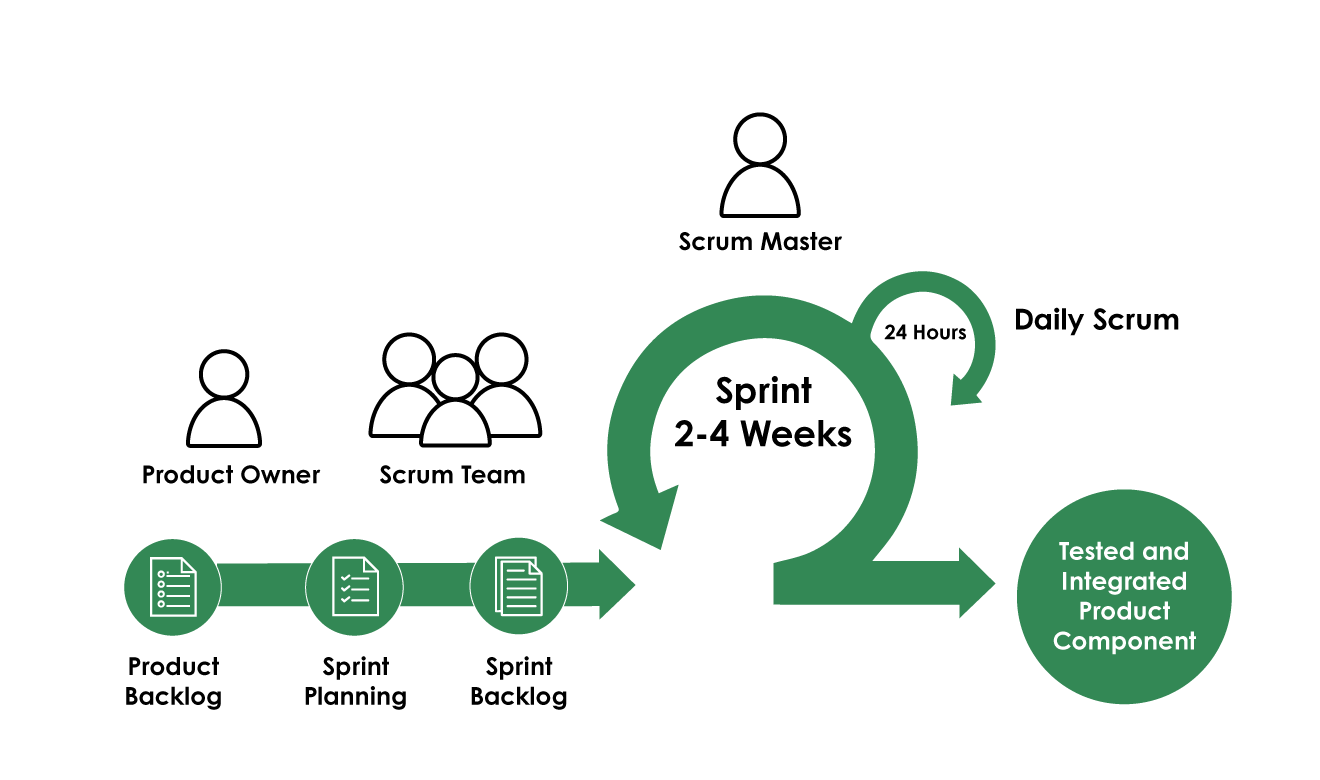 Scrum Master
24 Hours
Daily Scrum
Sprint
2-4 Weeks
Product Owner
Scrum Team
Tested and
Integrated
Product
Component
Product
Backlog
Sprint
Planning
Sprint
Backlog